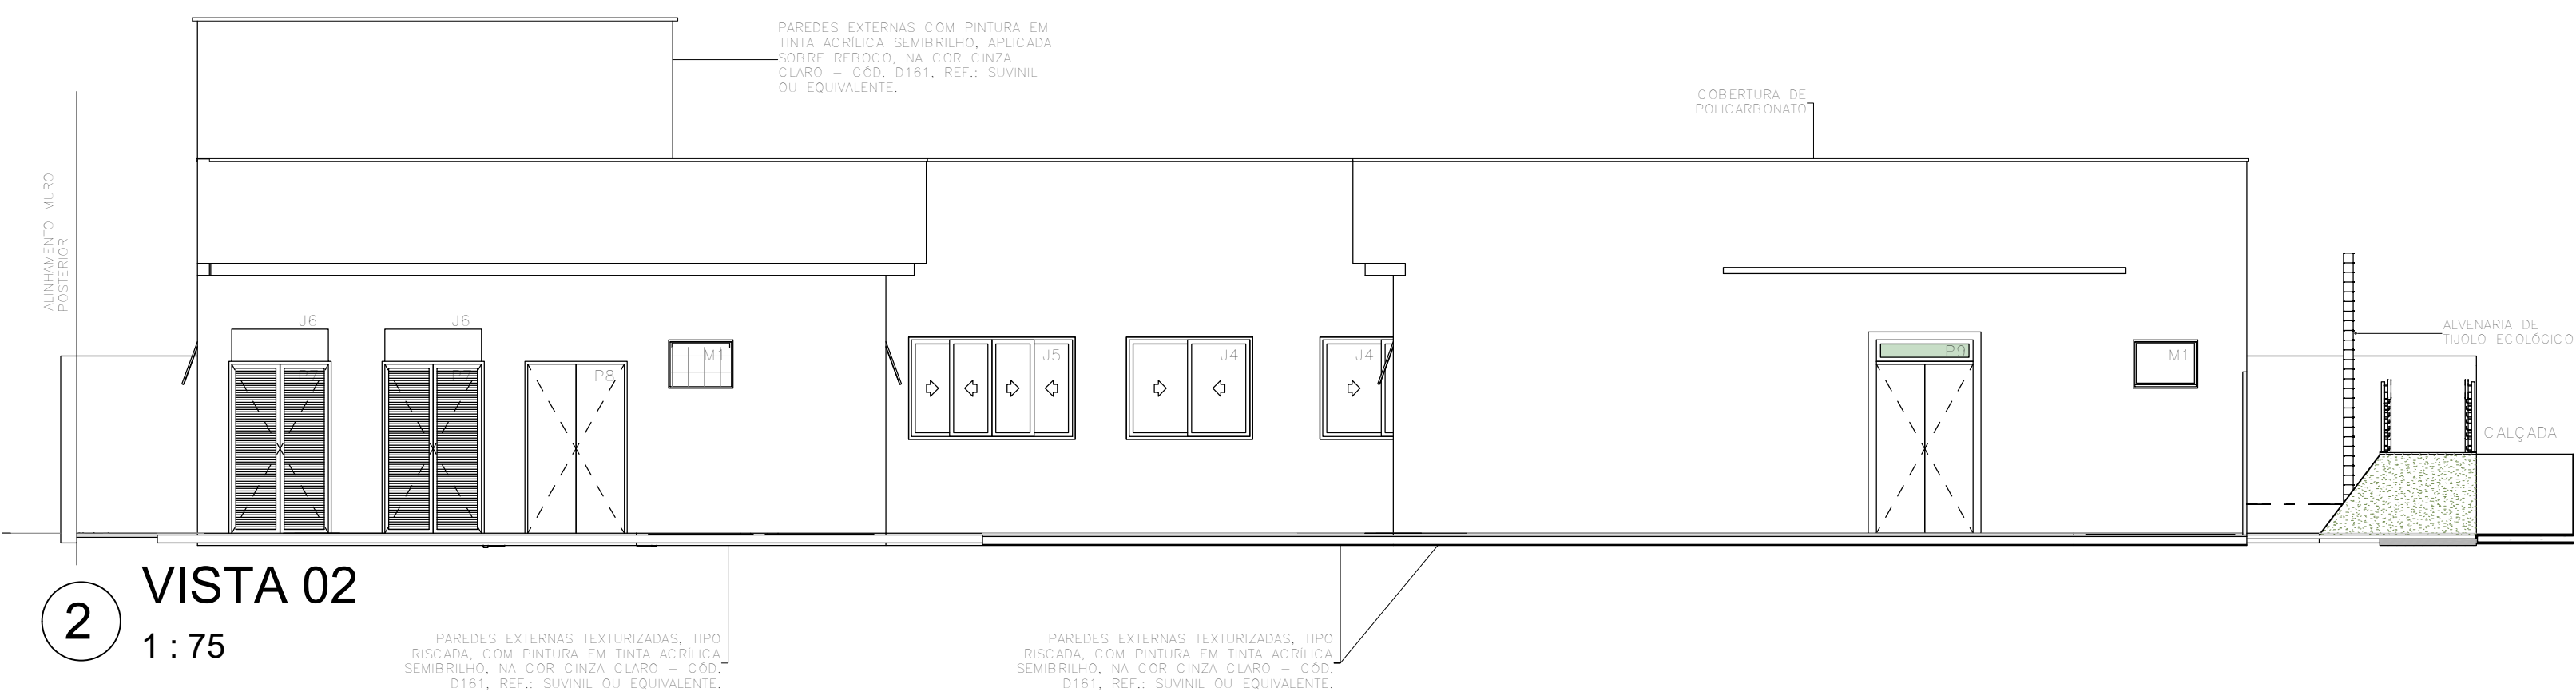 PAREDES EXTERNAS COM PINTURA EM
TINTA ACRÍLICA SEMIBRILHO, APLICADA
SOBRE REBOCO, NA COR CINZA
CLARO – CÓD. D161, REF.: SUVINIL
OU EQUIVALENTE.
COBERTURA DE
POLICARBONATO
ALINHAMENTO MURO
POSTERIOR
J6
J6
P7
P7
P8
M1
J5
J4
J4
P9
M1
ALVENARIA DE
TIJOLO ECOLÓGICO
CALÇADA
2
VISTA 02
1 : 75
PAREDES EXTERNAS TEXTURIZADAS, TIPO
RISCADA, COM PINTURA EM TINTA ACRÍLICA
SEMIBRILHO, NA COR CINZA CLARO – CÓD.
D161, REF.: SUVINIL OU EQUIVALENTE.
PAREDES EXTERNAS TEXTURIZADAS, TIPO
RISCADA, COM PINTURA EM TINTA ACRÍLICA
SEMIBRILHO, NA COR CINZA CLARO – CÓD.
D161, REF.: SUVINIL OU EQUIVALENTE.